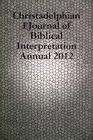 Christadelphian
EJournal of
Biblical
Interpretation
Annual 2012